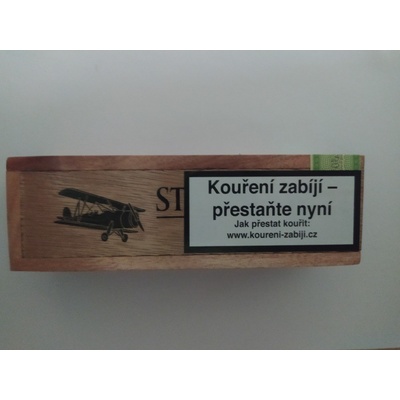 ST
Kouření zabíjí –
přestaňte nyní
Jak přestat kouřit:
www.koureni-zabiji.cz